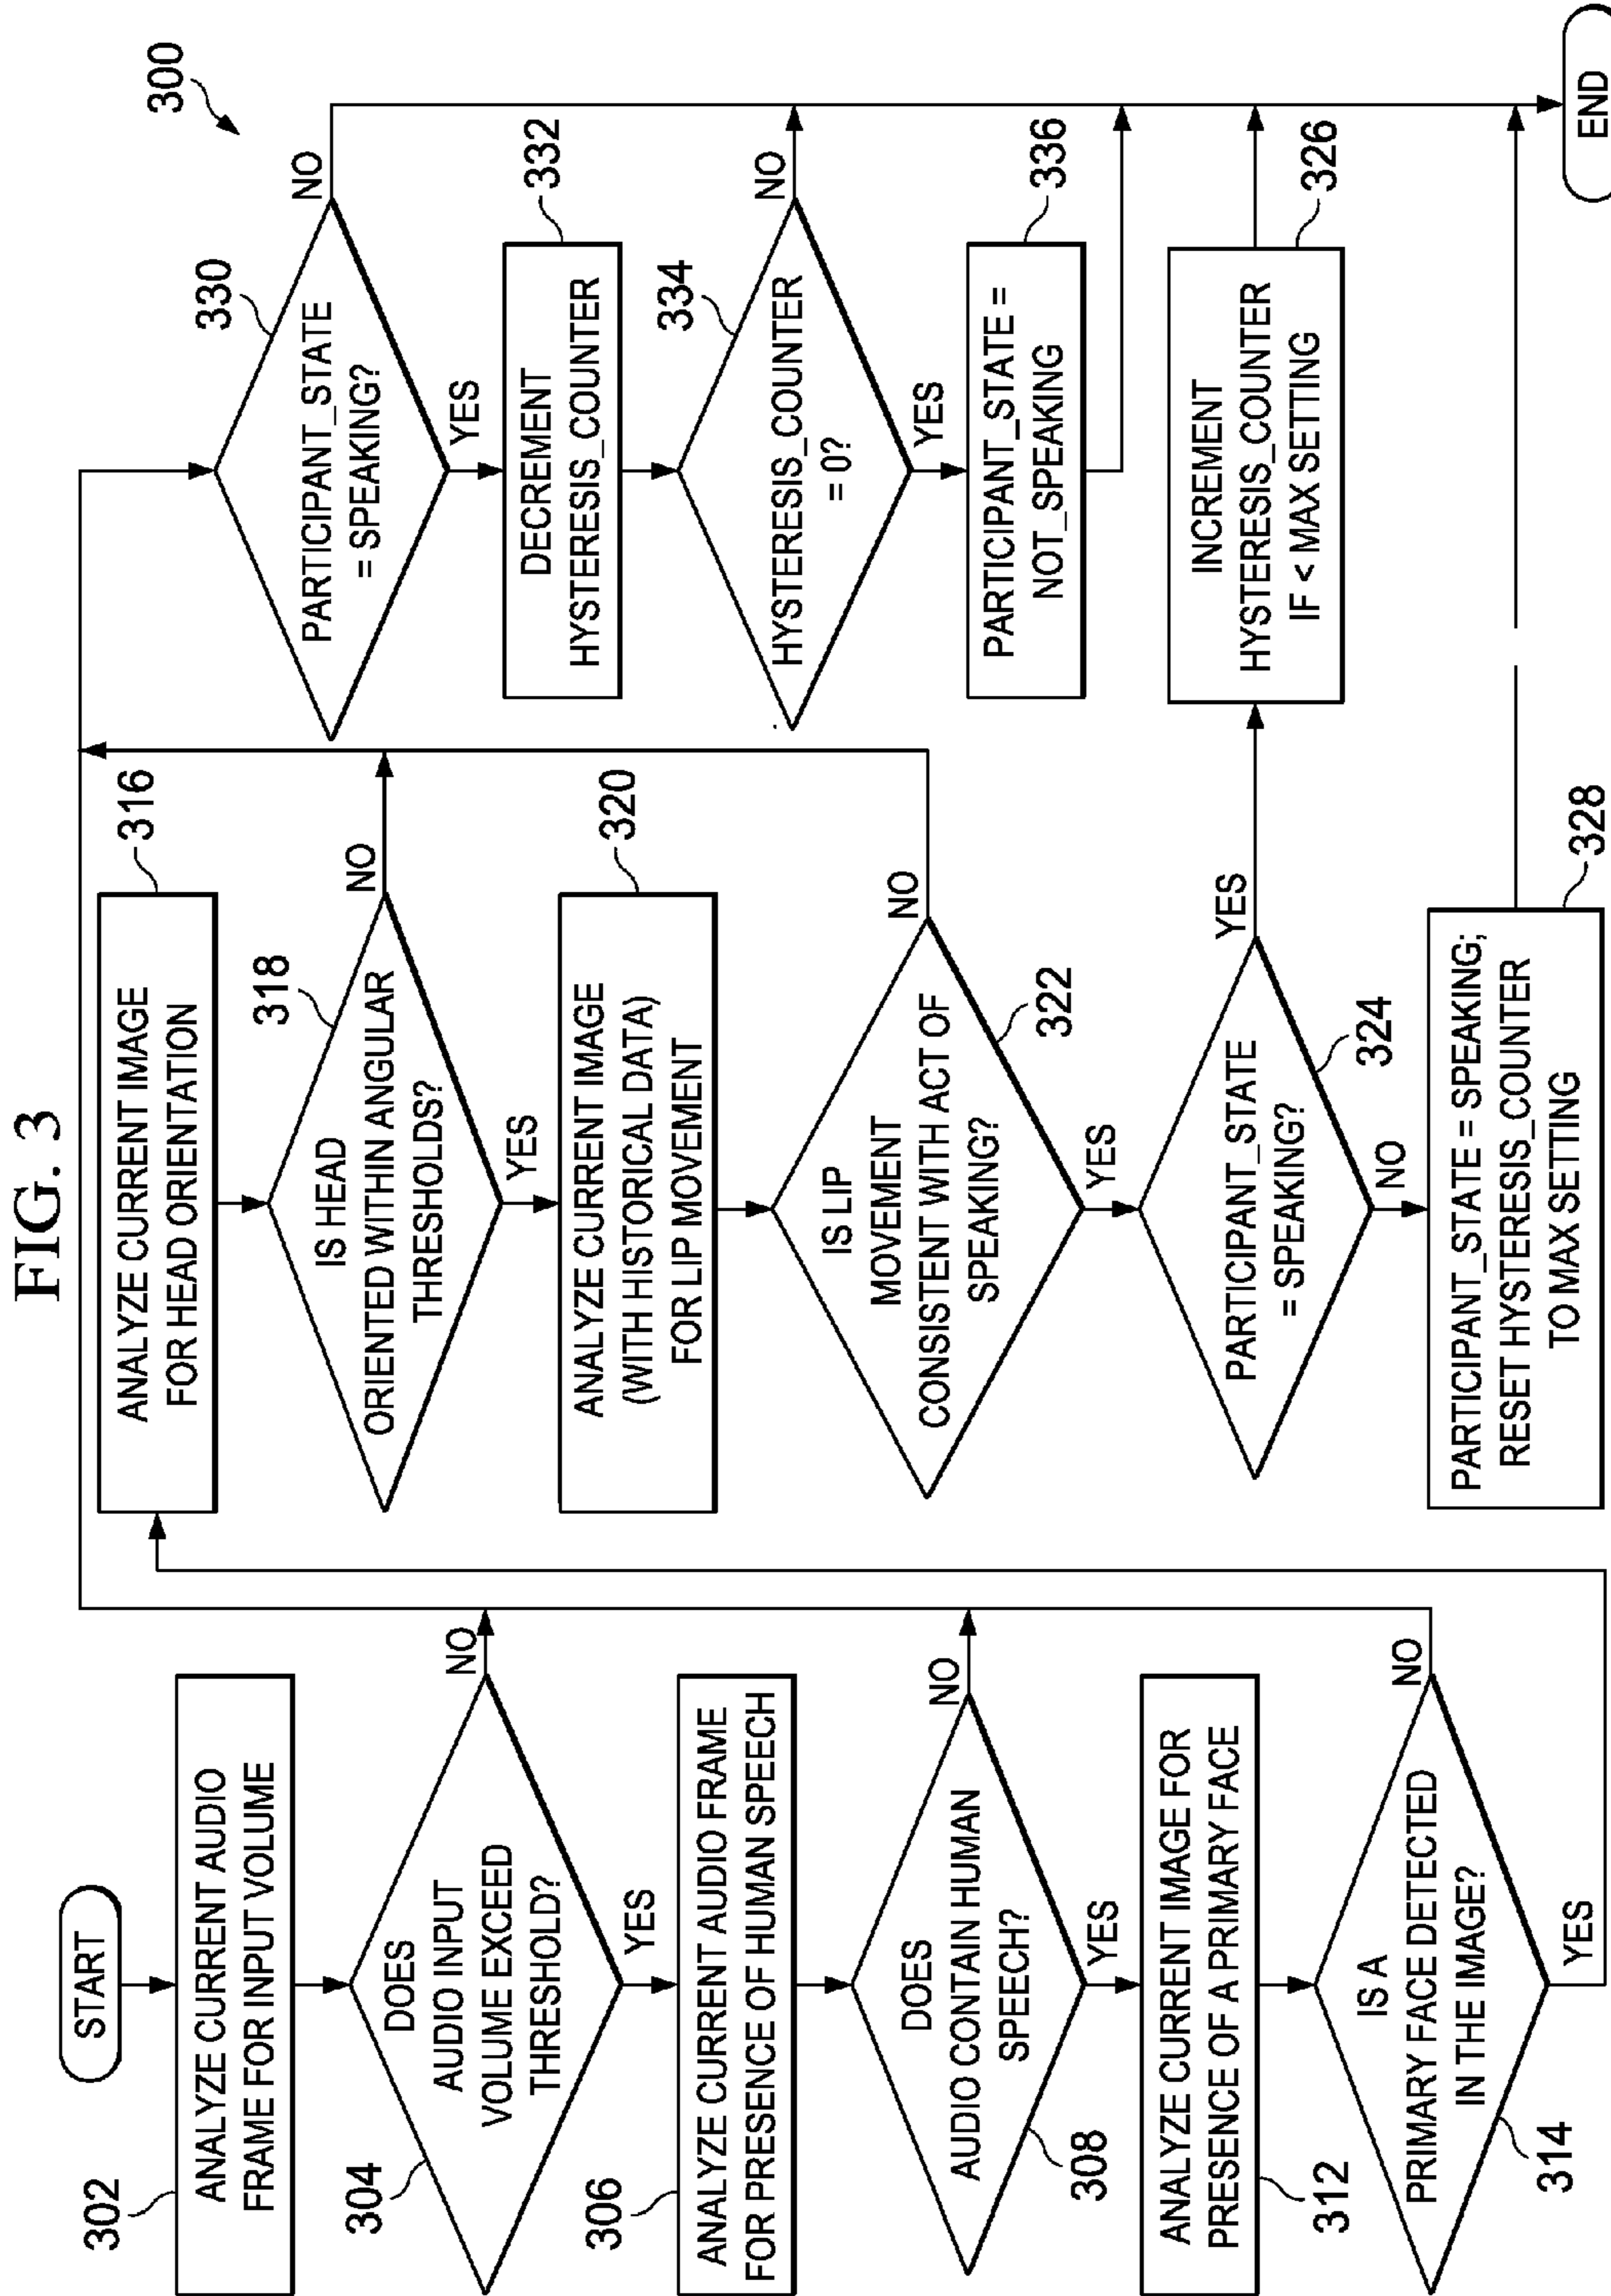 FIG. 3
300
START
302
ANALYZE CURRENT AUDIO
FRAME FOR INPUT VOLUME
304
DOES
AUDIO INPUT
VOLUME EXCEED
THRESHOLD?
NO
YES
306
ANALYZE CURRENT AUDIO FRAME
FOR PRESENCE OF HUMAN SPEECH
DOES
AUDIO CONTAIN HUMAN
SPEECH?
308
NO
YES
ANALYZE CURRENT IMAGE FOR
PRESENCE OF A PRIMARY FACE
312
IS A
PRIMARY FACE DETECTED
IN THE IMAGE?
314
NO
YES
ANALYZE CURRENT IMAGE
FOR HEAD ORIENTATION
316
318
IS HEAD
ORIENTED WITHIN ANGULAR
THRESHOLDS?
NO
YES
ANALYZE CURRENT IMAGE
(WITH HISTORICAL DATA)
FOR LIP MOVEMENT
320
IS LIP
MOVEMENT
CONSISTENT WITH ACT OF
SPEAKING?
NO
322
YES
PARTICIPANT_STATE
= SPEAKING?
YES
324
NO
PARTICIPANT_STATE = SPEAKING;
RESET HYSTERESIS_COUNTER
TO MAX SETTING
328
330
PARTICIPANT_STATE
= SPEAKING?
NO
YES
DECREMENT
HYSTERESIS_COUNTER
332
334
HYSTERESIS_COUNTER
= 0?
NO
YES
PARTICIPANT_STATE =
NOT_SPEAKING
336
INCREMENT
HYSTERESIS_COUNTER
IF < MAX SETTING
326
END